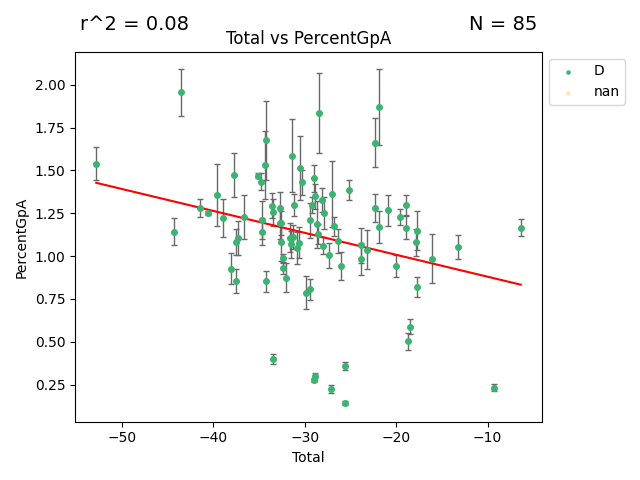 r^2 = 0.08
N = 85
Total vs PercentGpA
D
nan
PercentGpA
2.00
1.75
1.50
1.25
1.00
0.75
0.50
0.25
−50
−40
−30
−20
−10
Total